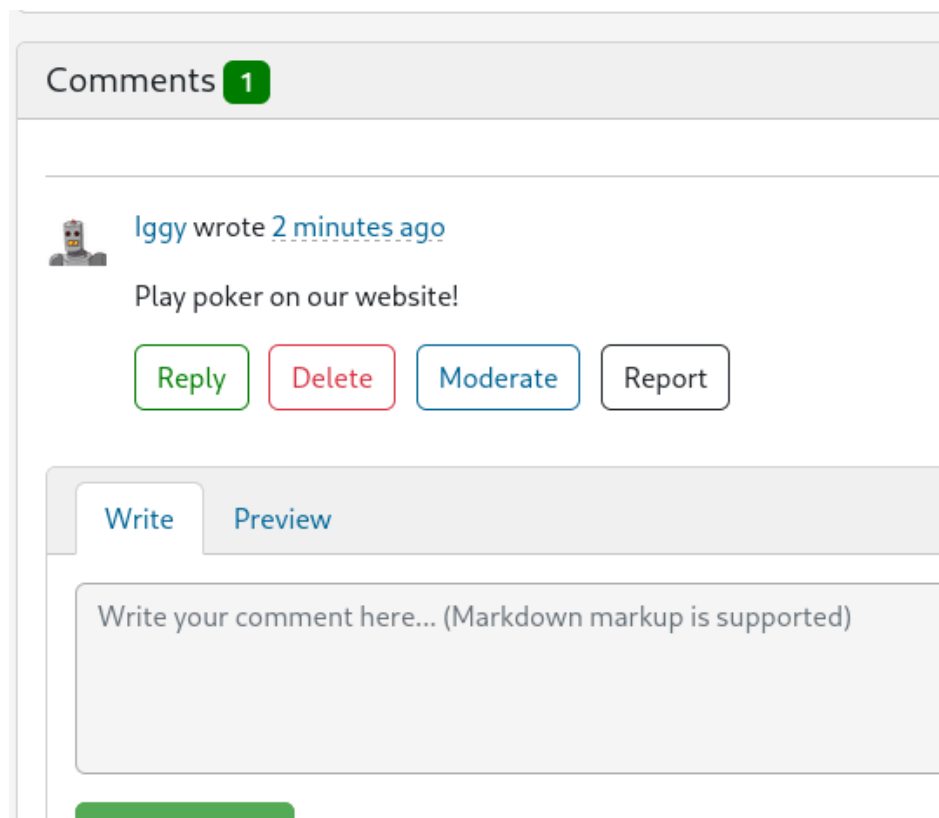 Comments 1
Iggy wrote 2 minutes ago
Play poker on our website!
Reply Delete Moderate Report
Write Preview
Write your comment here... (Markdown markup is supported)